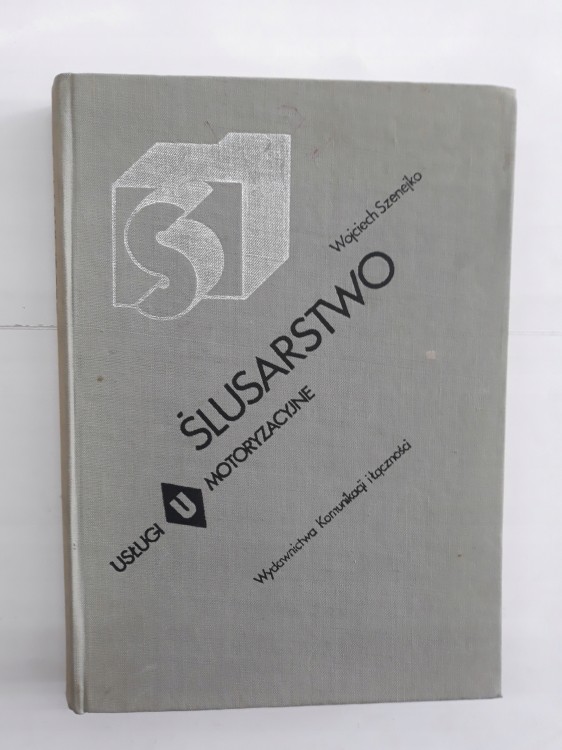 Wojciech Szenejko
ŚLUSARSTWO
USŁUGI U MOTORYZACYJNE
Wydawnictwa Komunikacji i Łączności